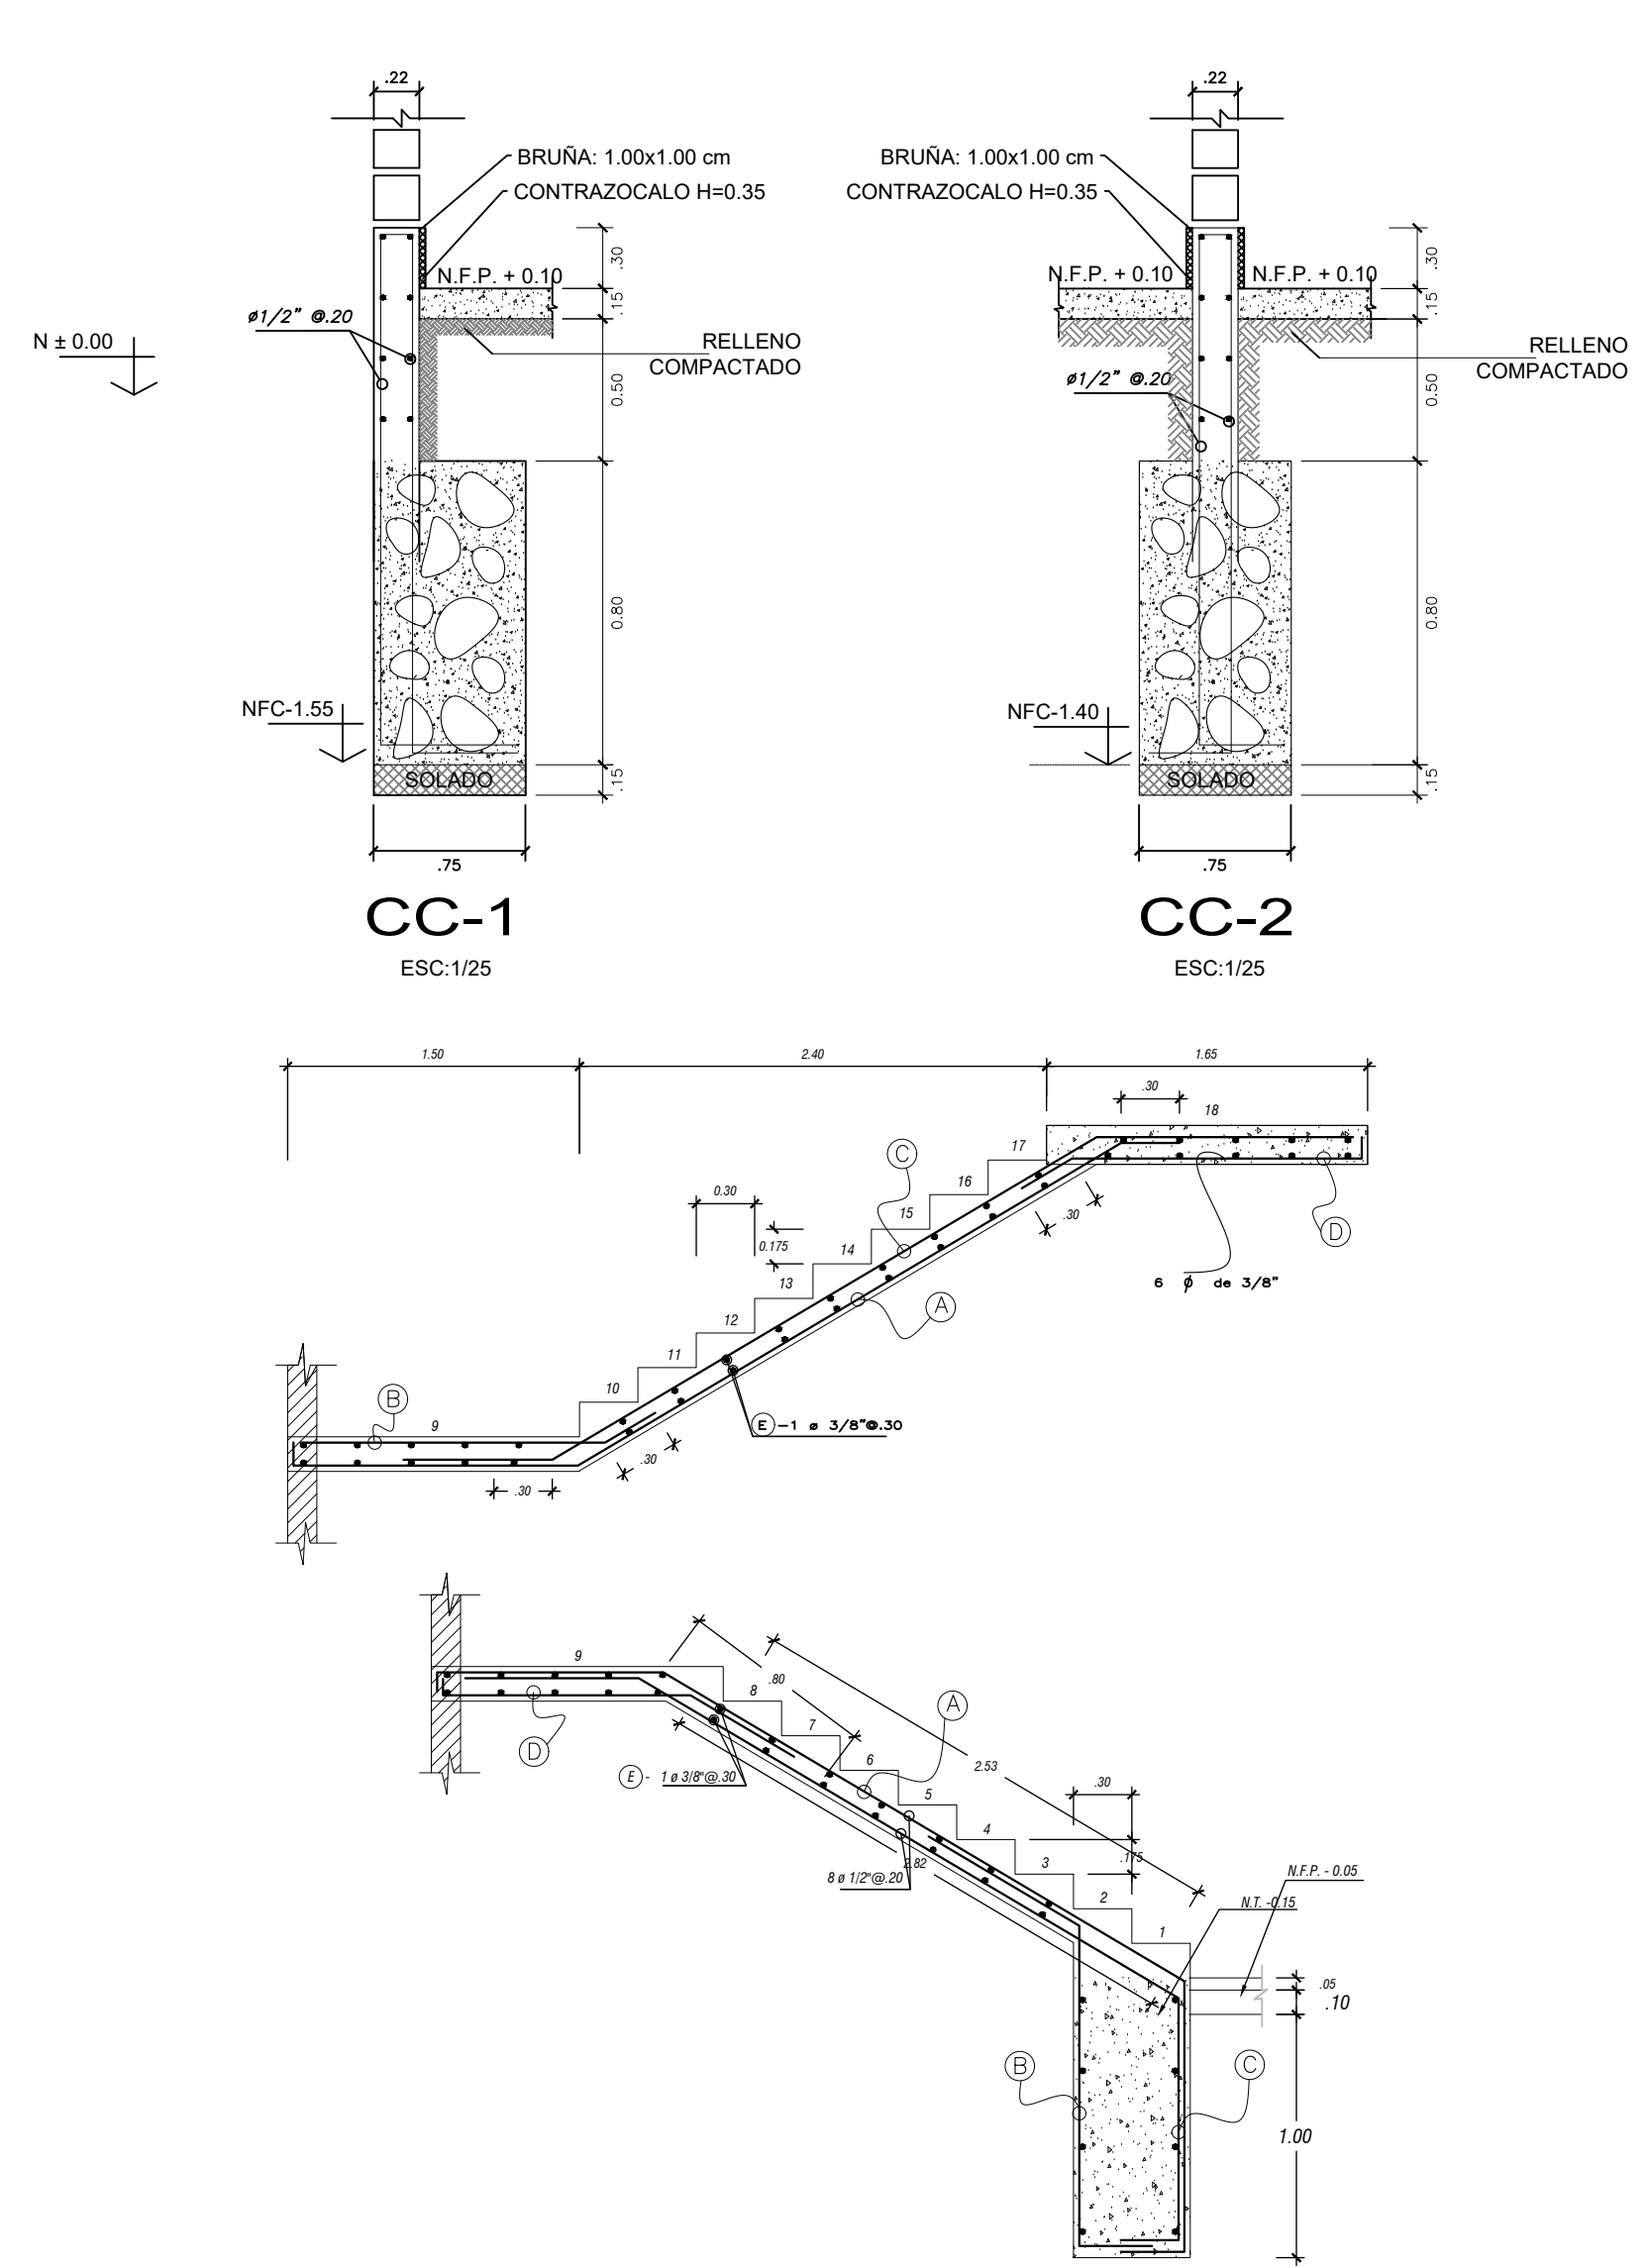 .22
BRUÑA: 1.00x1.00 cm
CONTRAZOCALO H=0.35
.30
N.F.P. + 0.10
.15
ø1/2” @.20
N ± 0.00
RELLENO
COMPACTADO
0.50
0.80
NFC-1.55
SOLADO
.15
.75
CC-1
ESC:1/25
.22
BRUÑA: 1.00x1.00 cm
CONTRAZOCALO H=0.35
.30
N.F.P. + 0.10
N.F.P. + 0.10
.15
RELLENO
COMPACTADO
ø1/2” @.20
0.50
0.80
NFC-1.40
SOLADO
.15
.75
CC-2
ESC:1/25
1.50
2.40
1.65
.30
18
17
C
16
0.30
15
.30
D
0.175
14
13
6 ϕ de 3/8”
A
12
11
10
B
9
E -1 ø 3/8”@.30
.30
.30
9
.80
8
A
7
D
6
2.53
E - 1 ø 3/8"@.30
.30
5
4
.175
3
2.82
8 ø 1/2"@.20
N.F.P. - 0.05
2
N.T. -0.15
1
.05
.10
B
C
1.00